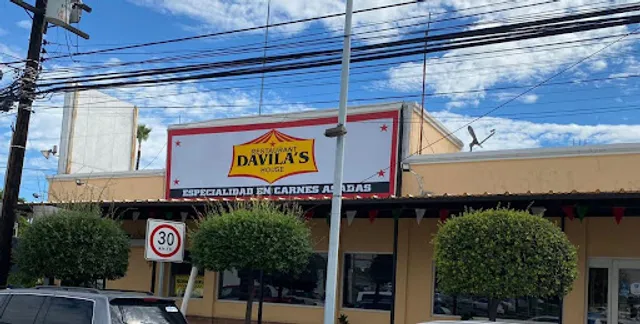 RESTAURANT
DAVILA'S
HOUSE
ESPECIALIDAD EN CARNES ASADAS
30